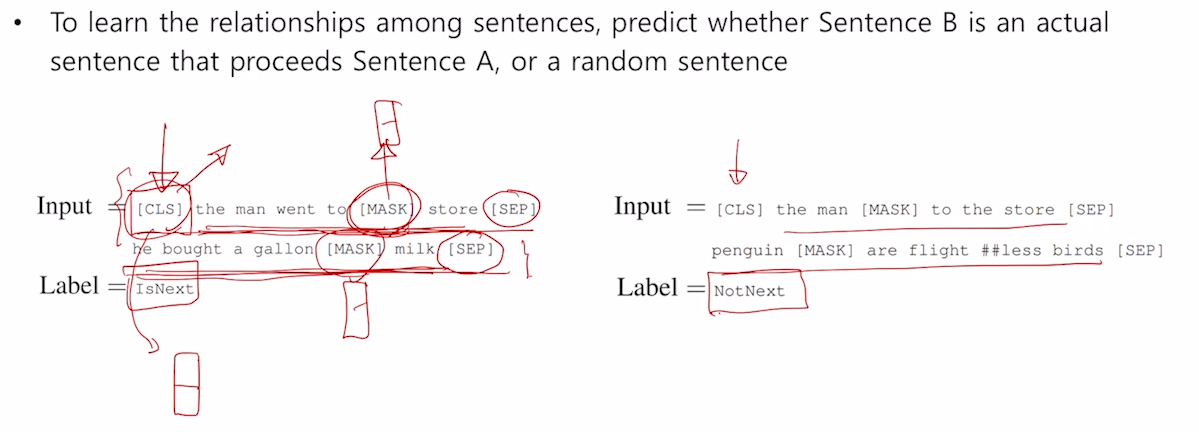 • To learn the relationships among sentences, predict whether Sentence B is an actual
sentence that proceeds Sentence A, or a random sentence
Input = [CLS] the man went to [MASK] store [SEP]
he bought a gallon [MASK] milk [SEP]
Label = IsNext
Input = [CLS] the man [MASK] to the store [SEP]
penguin [MASK] are flight ##less birds [SEP]
Label = NotNext